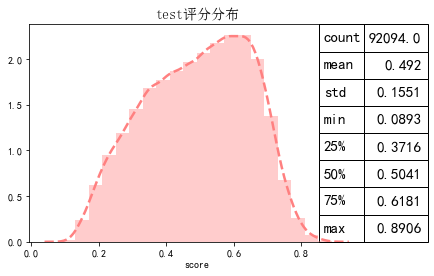 test评分分布
2.0
1.5
1.0
0.5
0.0
0.0 0.2 0.4 0.6 0.8
score
count 92094.0
mean 0.492
std 0.1551
min 0.0893
25% 0.3716
50% 0.5041
75% 0.6181
max 0.8906